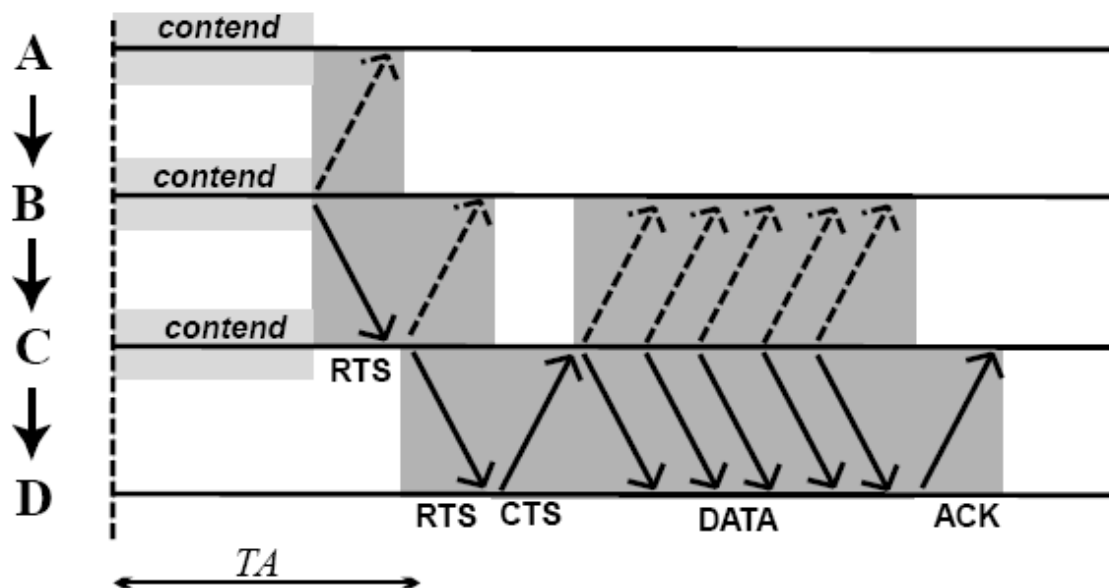 contend
A
contend
B
contend
C
RTS
D
RTS CTS DATA ACK
TA